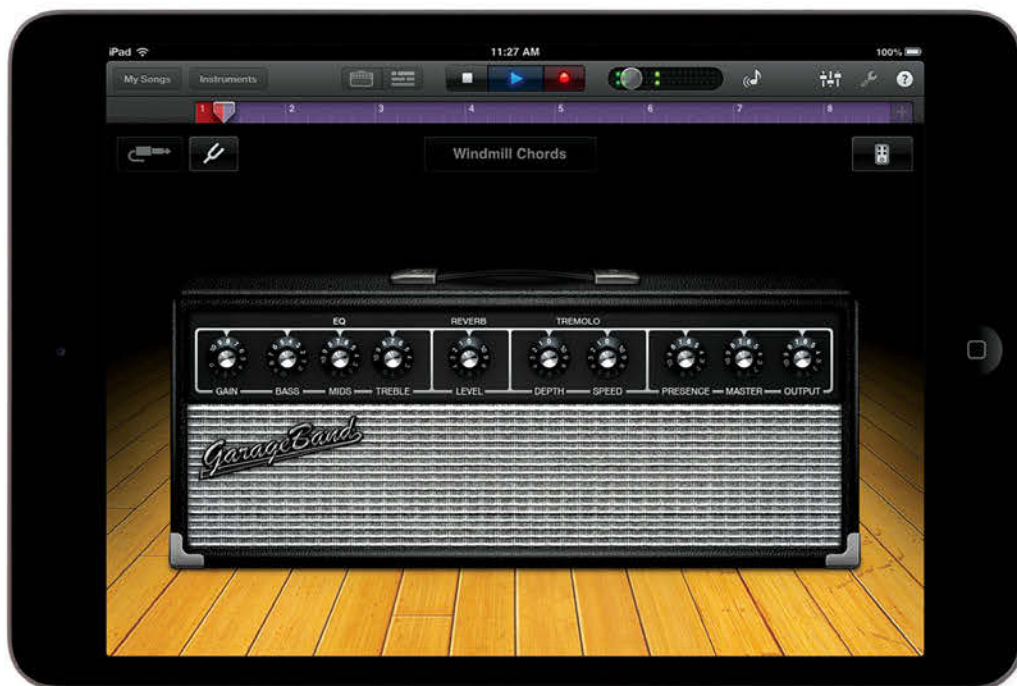 iPad 11:27 AM 100%
My Songs Instruments
1 2 3 4 5 6 7 8
Windmill Chords
EQ REVERB TREMOLO
GAIN BASS MIDS TREBLE LEVEL DEPTH SPEED PRESENCE MASTER OUTPUT
GarageBand